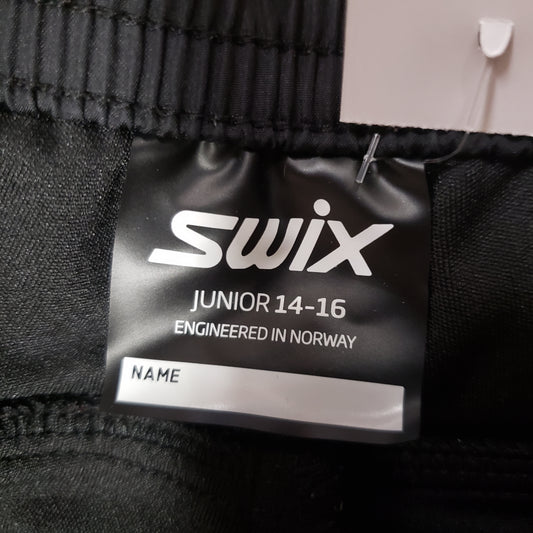 Swix
JUNIOR 14-16
ENGINEERED IN NORWAY
NAME